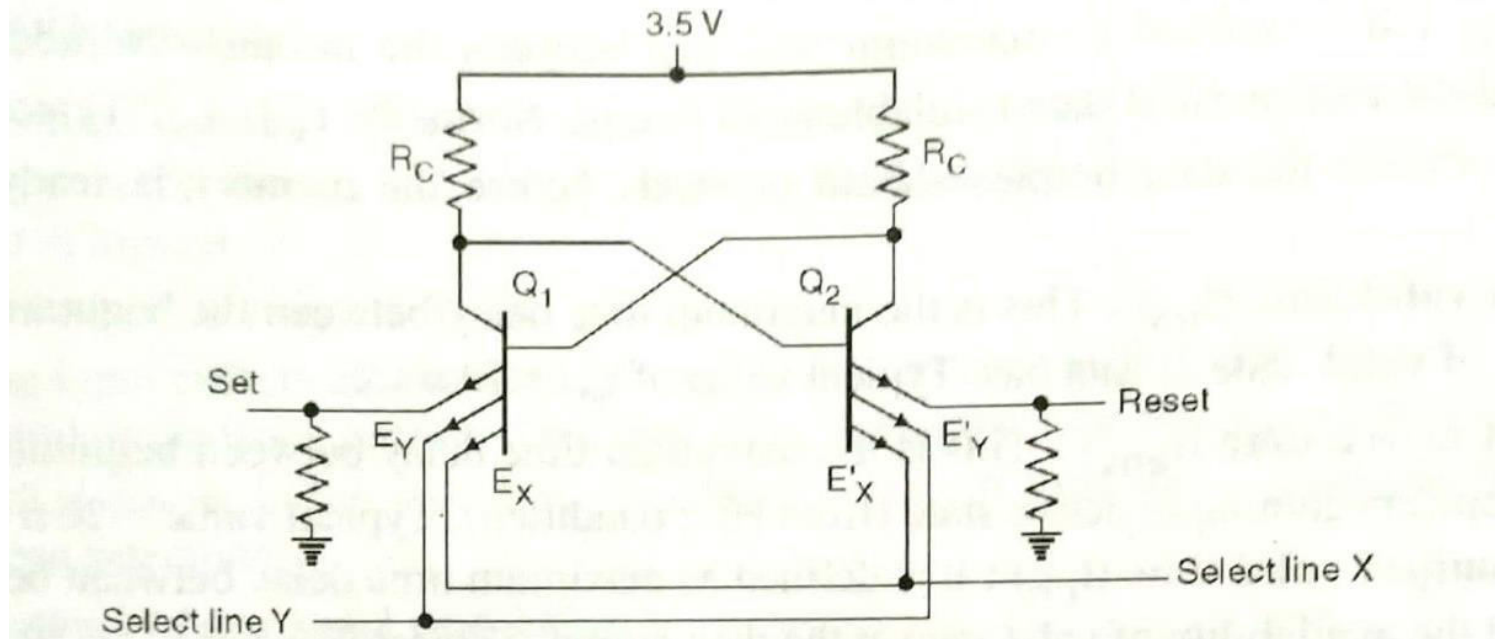 3.5 V
R_C
R_C
Q_1
Q_2
Set
Reset
E_Y
E'_Y
E_X
E'_X
Select line X
Select line Y